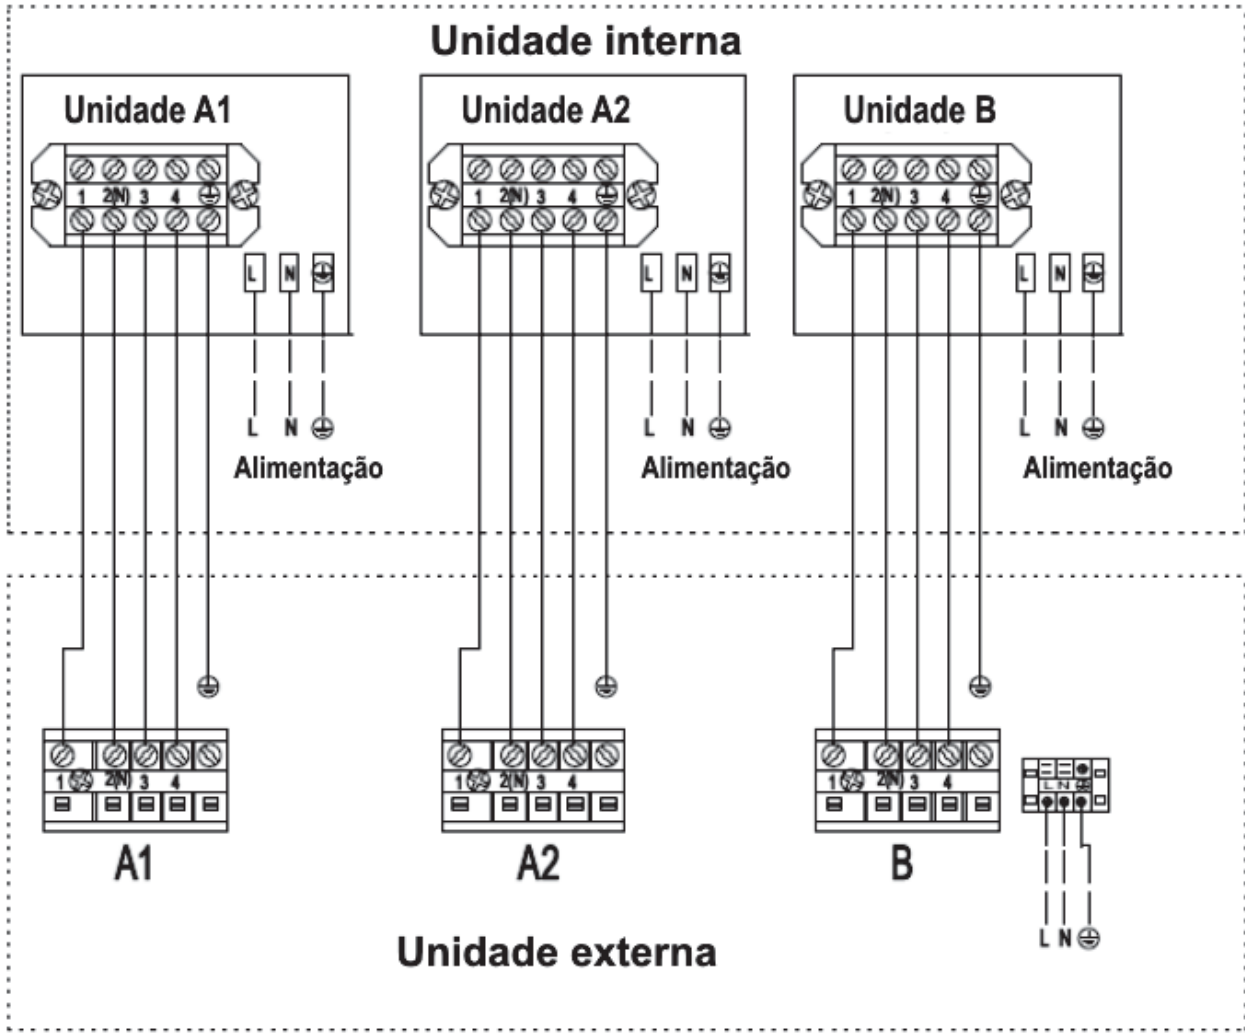 Unidade interna
Unidade A1
Unidade A2
Unidade B
1 2(N) 3 4
1 2(N) 3 4
1 2(N) 3 4
L N
L N
L N
L N
L N
L N
Alimentação
Alimentação
Alimentação
1 2(N) 3 4
1 2(N) 3 4
1 2(N) 3 4
L N
A1
A2
B
L N
Unidade externa